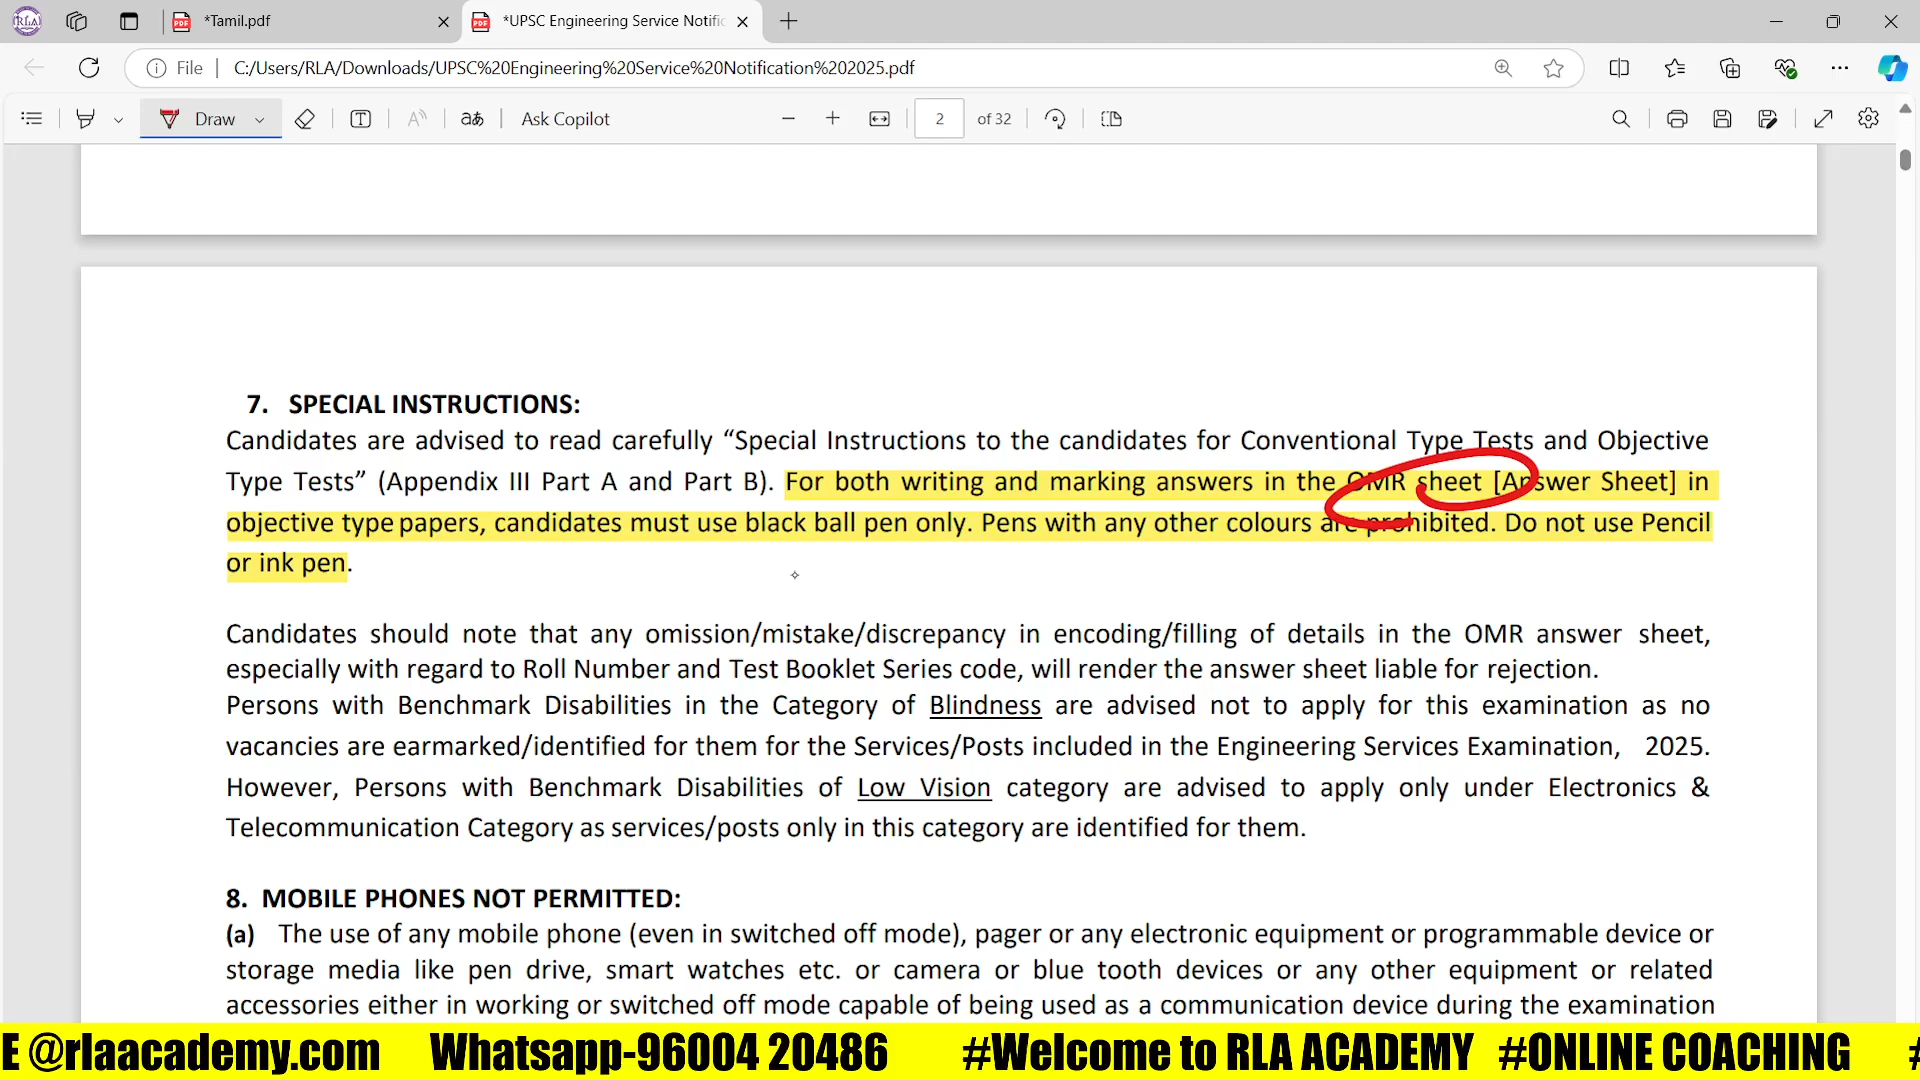 *Tamil.pdf
*UPSC Engineering Service Notific
File
C:/Users/RLA/Downloads/UPSC%20Engineering%20Service%20Notification%202025.pdf
Draw
Ask Copilot
2 of 32
7. SPECIAL INSTRUCTIONS:
Candidates are advised to read carefully “Special Instructions to the candidates for Conventional Type Tests and Objective
Type Tests” (Appendix III Part A and Part B). For both writing and marking answers in the OMR sheet [Answer Sheet] in
objective type papers, candidates must use black ball pen only. Pens with any other colours are prohibited. Do not use Pencil
or ink pen.
Candidates should note that any omission/mistake/discrepancy in encoding/filling of details in the OMR answer sheet,
especially with regard to Roll Number and Test Booklet Series code, will render the answer sheet liable for rejection.
Persons with Benchmark Disabilities in the Category of Blindness are advised not to apply for this examination as no
vacancies are earmarked/identified for them for the Services/Posts included in the Engineering Services Examination, 2025.
However, Persons with Benchmark Disabilities of Low Vision category are advised to apply only under Electronics &
Telecommunication Category as services/posts only in this category are identified for them.
8. MOBILE PHONES NOT PERMITTED:
(a) The use of any mobile phone (even in switched off mode), pager or any electronic equipment or programmable device or
storage media like pen drive, smart watches etc. or camera or blue tooth devices or any other equipment or related
accessories either in working or switched off mode capable of being used as a communication device during the examination
E @rlaacademy.com Whatsapp-96004 20486 #Welcome to RLA ACADEMY #ONLINE COACHING #